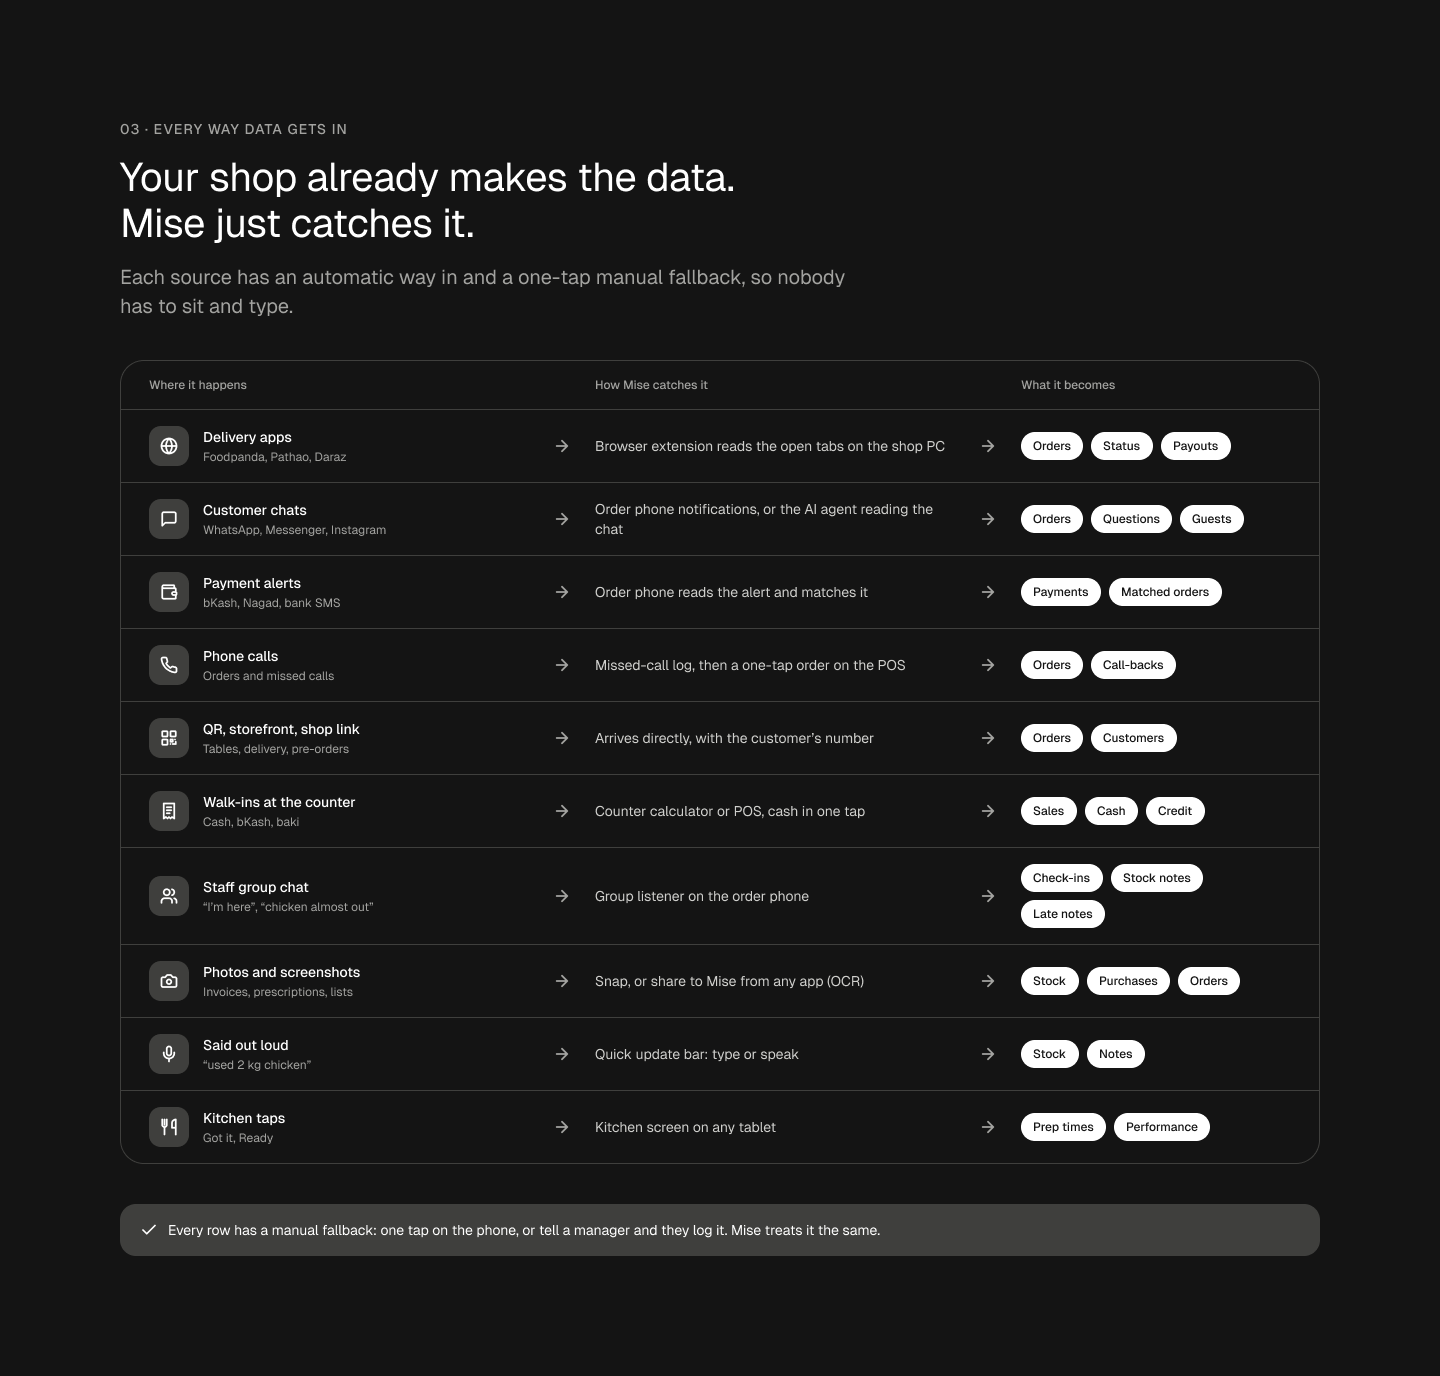 03 · EVERY WAY DATA GETS IN
Your shop already makes the data.
Mise just catches it.
Each source has an automatic way in and a one-tap manual fallback, so nobody
has to sit and type.
Where it happens
How Mise catches it
What it becomes
Delivery apps
Foodpanda, Pathao, Daraz
Browser extension reads the open tabs on the shop PC
Orders
Status
Payouts
Customer chats
WhatsApp, Messenger, Instagram
Order phone notifications, or the AI agent reading the
chat
Orders
Questions
Guests
Payment alerts
bKash, Nagad, bank SMS
Order phone reads the alert and matches it
Payments
Matched orders
Phone calls
Orders and missed calls
Missed-call log, then a one-tap order on the POS
Orders
Call-backs
QR, storefront, shop link
Tables, delivery, pre-orders
Arrives directly, with the customer’s number
Orders
Customers
Walk-ins at the counter
Cash, bKash, baki
Counter calculator or POS, cash in one tap
Sales
Cash
Credit
Staff group chat
“I’m here”, “chicken almost out”
Group listener on the order phone
Check-ins
Stock notes
Late notes
Photos and screenshots
Invoices, prescriptions, lists
Snap, or share to Mise from any app (OCR)
Stock
Purchases
Orders
Said out loud
“used 2 kg chicken”
Quick update bar: type or speak
Stock
Notes
Kitchen taps
Got it, Ready
Kitchen screen on any tablet
Prep times
Performance
Every row has a manual fallback: one tap on the phone, or tell a manager and they log it. Mise treats it the same.